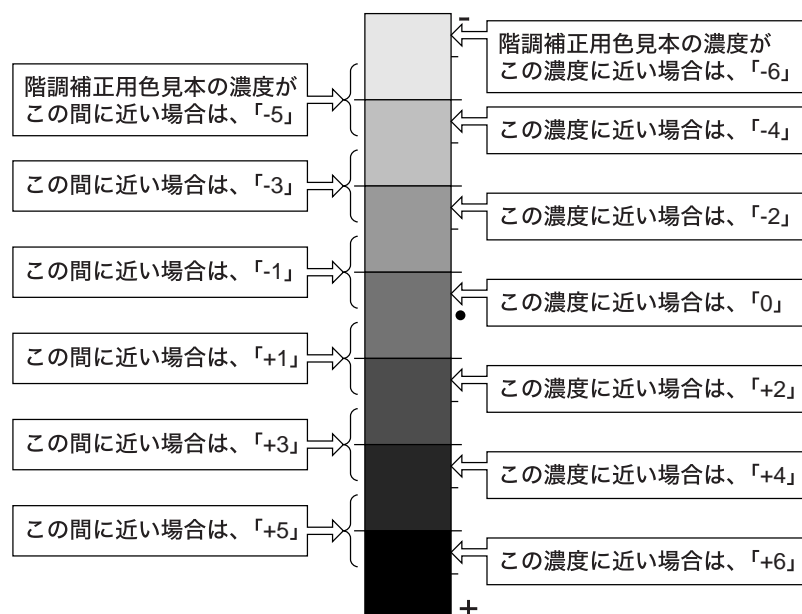 -
階調補正用色見本の濃度が
この濃度に近い場合は、「-6」
階調補正用色見本の濃度が
この間に近い場合は、「-5」
この濃度に近い場合は、「-4」
この間に近い場合は、「-3」
この濃度に近い場合は、「-2」
この間に近い場合は、「-1」
この濃度に近い場合は、「0」
この間に近い場合は、「+1」
この濃度に近い場合は、「+2」
この間に近い場合は、「+3」
この濃度に近い場合は、「+4」
この間に近い場合は、「+5」
この濃度に近い場合は、「+6」
+